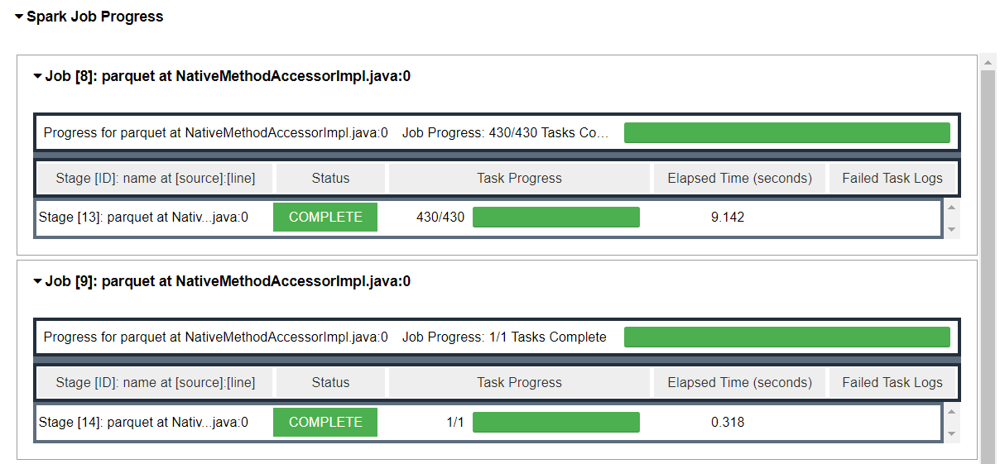 Spark Job Progress
Job [8]: parquet at NativeMethodAccessorImpl.java:0
Progress for parquet at NativeMethodAccessorImpl.java:0 Job Progress: 430/430 Tasks Co...
Stage [ID]: name at [source]:[line] Status Task Progress Elapsed Time (seconds) Failed Task Logs
Stage [13]: parquet at Nativ...java:0 COMPLETE 430/430 9.142
Job [9]: parquet at NativeMethodAccessorImpl.java:0
Progress for parquet at NativeMethodAccessorImpl.java:0 Job Progress: 1/1 Tasks Complete
Stage [ID]: name at [source]:[line] Status Task Progress Elapsed Time (seconds) Failed Task Logs
Stage [14]: parquet at Nativ...java:0 COMPLETE 1/1 0.318